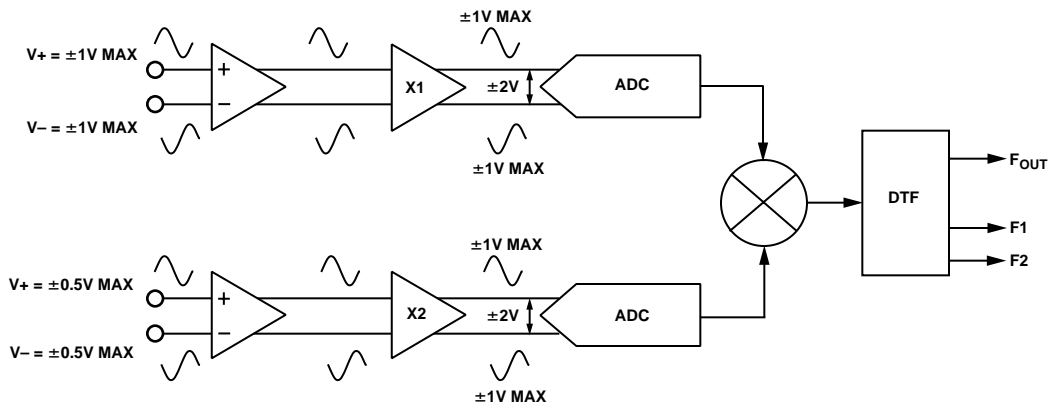 ±1V MAX
V+ = ±1V MAX
+
X1
±2V
ADC
−
V− = ±1V MAX
±1V MAX
DTF
FOUT
F1
F2
±1V MAX
V+ = ±0.5V MAX
+
X2
±2V
ADC
−
V− = ±0.5V MAX
±1V MAX